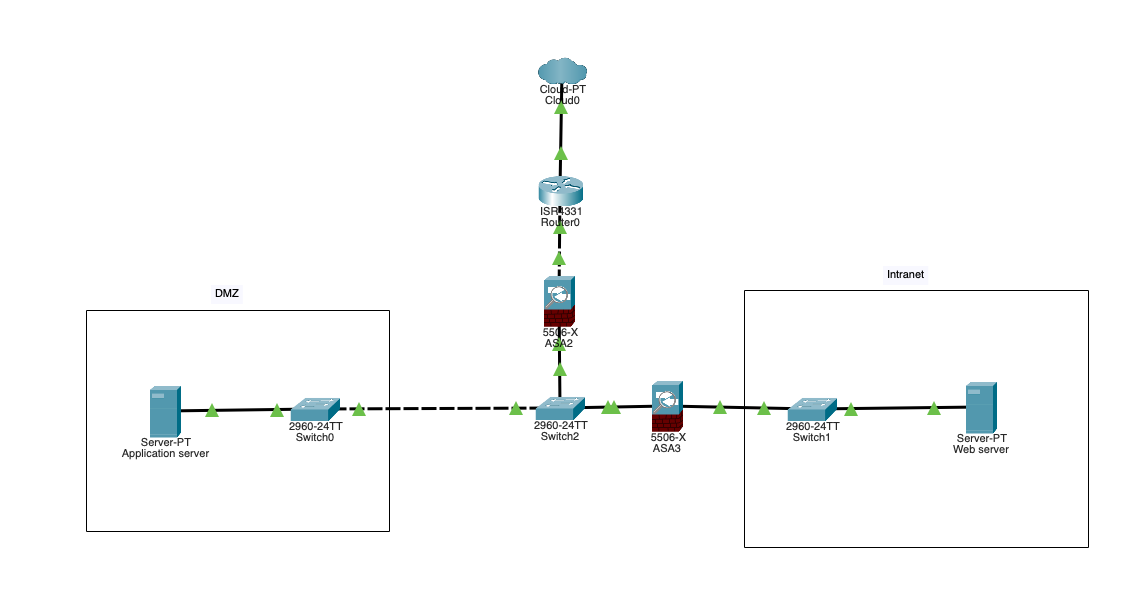 Cloud-PT
Cloud0
ISR4331
Router0
Intranet
DMZ
5506-X
ASA2
Server-PT
Application server
2960-24TT
Switch0
2960-24TT
Switch2
5506-X
ASA3
2960-24TT
Switch1
Server-PT
Web server